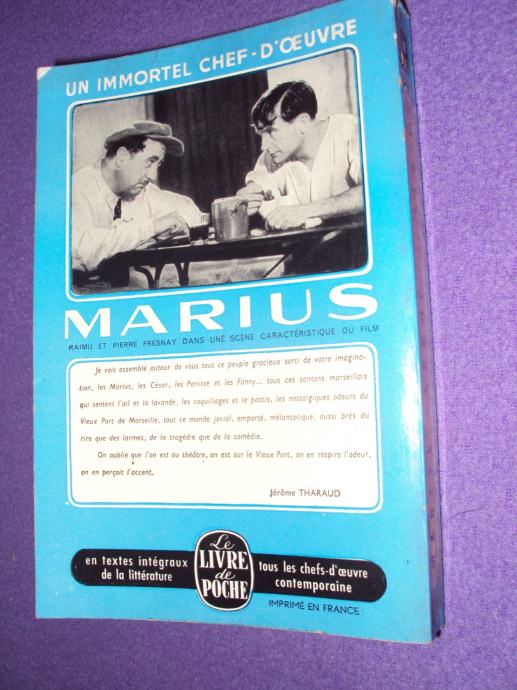 UN IMMORTEL CHEF-D'ŒUVRE
MARIUS
RAIMU ET PIERRE FRESNAY DANS UNE SCÈNE CARACTÉRISTIQUE DU FILM
Je vois assemblé autour de vous tout ce peuple gracieux sorti de votre imagina-
tion, les Marius, les César, les Panisse et les Fanny... tous ces santons marseillais
qui sentent l'ail et la lavande, les coquillages et le pastis, les nostalgiques odeurs du
Vieux Port de Marseille, tout ce monde jovial, emporté, mélancolique, aussi près du
rire que des larmes, de la tragédie que de la comédie.
On oublie que l'on est au théâtre, on est sur le Vieux Port, on en respire l'odeur,
on en perçoit l'accent.
Jérôme THARAUD
en textes intégraux
de la littérature
Le
LIVRE
de
POCHE
tous les chefs-d'œuvre
contemporaine
IMPRIMÉ EN FRANCE